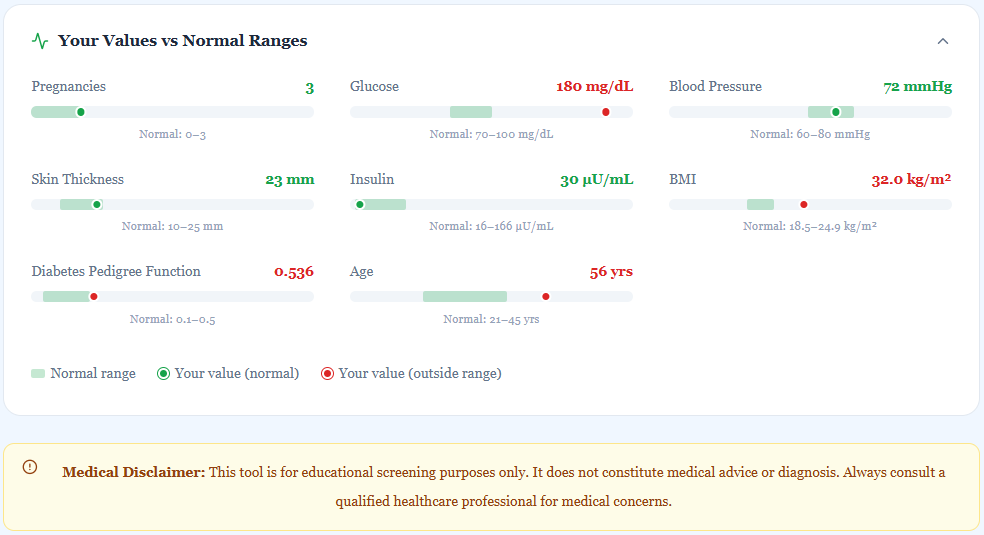 Your Values vs Normal Ranges
Pregnancies 3
Normal: 0–3
Glucose 180 mg/dL
Normal: 70–100 mg/dL
Blood Pressure 72 mmHg
Normal: 60–80 mmHg
Skin Thickness 23 mm
Normal: 10–25 mm
Insulin 30 μU/mL
Normal: 16–166 μU/mL
BMI 32.0 kg/m²
Normal: 18.5–24.9 kg/m²
Diabetes Pedigree Function 0.536
Normal: 0.1–0.5
Age 56 yrs
Normal: 21–45 yrs
Normal range Your value (normal) Your value (outside range)
Medical Disclaimer: This tool is for educational screening purposes only. It does not constitute medical advice or diagnosis. Always consult a
qualified healthcare professional for medical concerns.